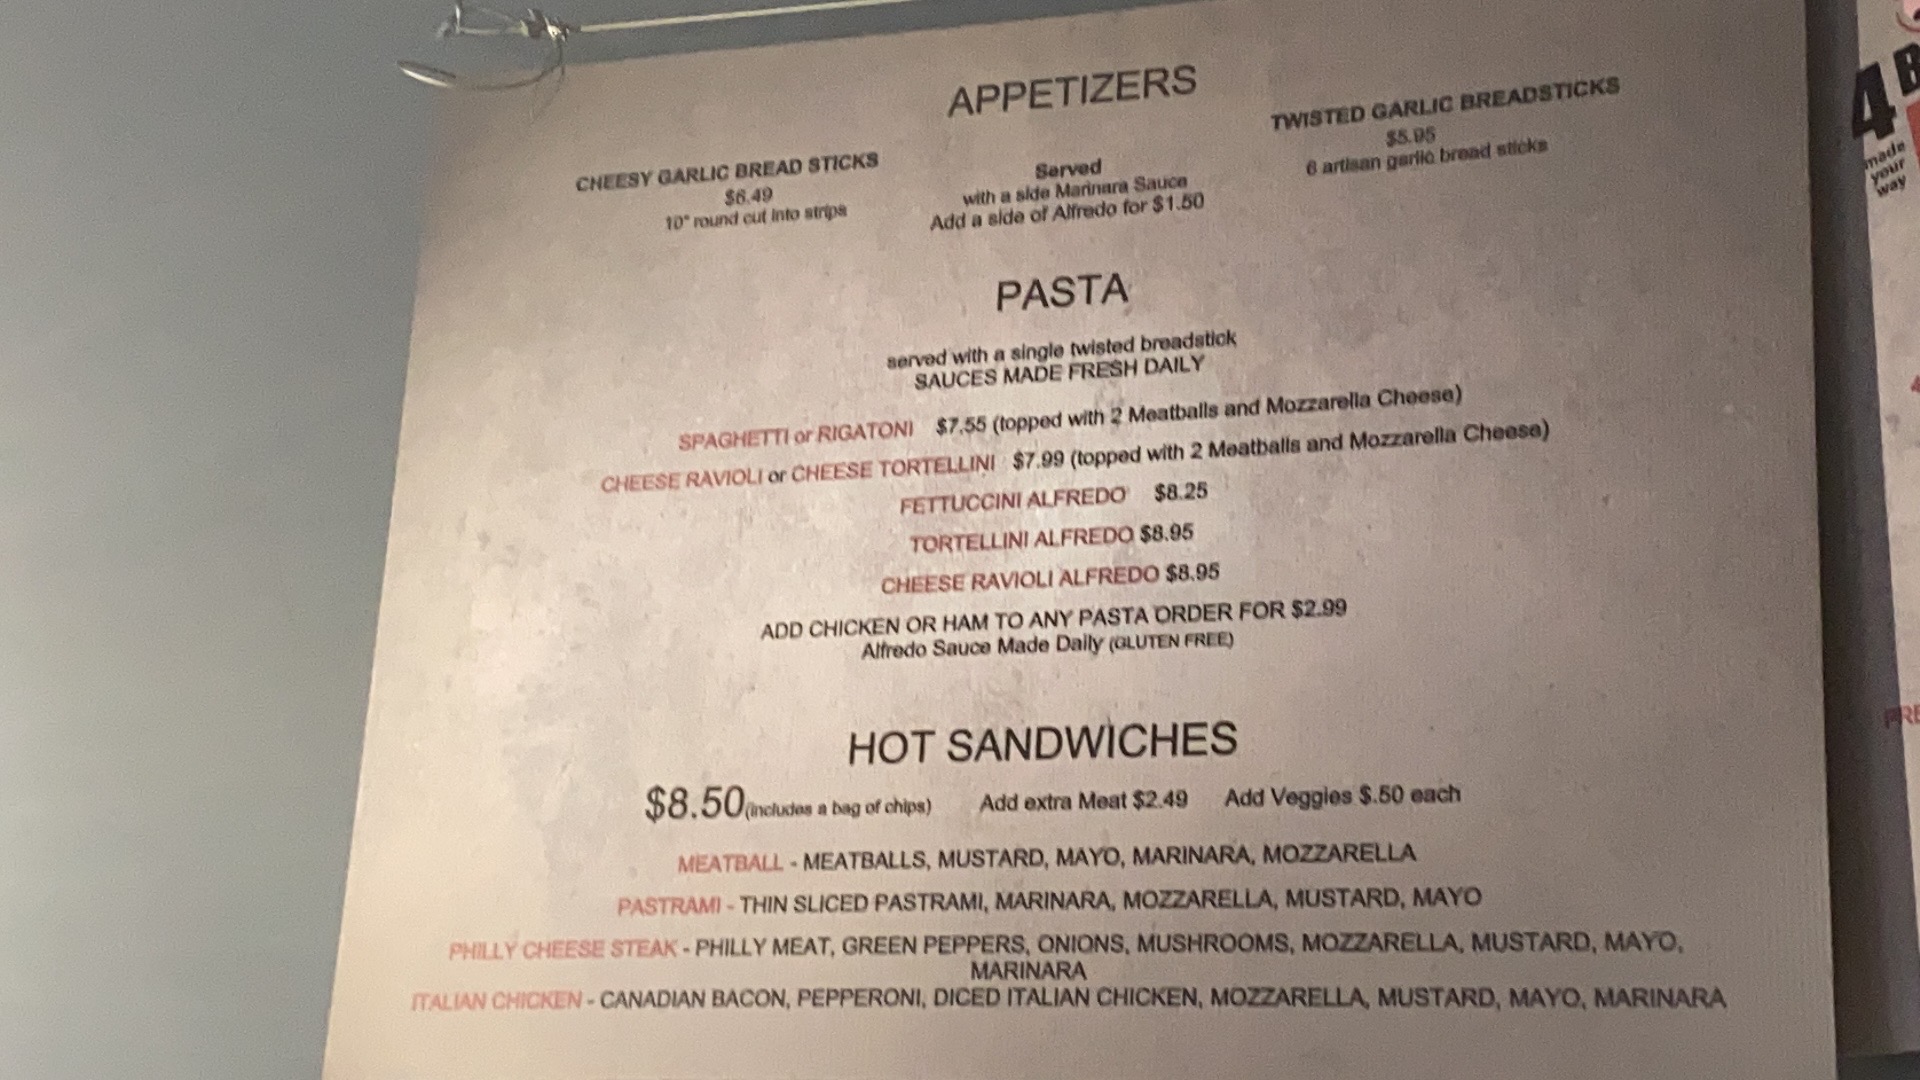 APPETIZERS
CHEESY GARLIC BREAD STICKS
$6.49
10" round cut into strips
Served
with a side Marinara Sauce
Add a side of Alfredo for $1.50
TWISTED GARLIC BREADSTICKS
$5.95
6 artisan garlic bread sticks
PASTA
served with a single twisted breadstick
SAUCES MADE FRESH DAILY
SPAGHETTI or RIGATONI $7.55 (topped with 2 Meatballs and Mozzarella Cheese)
CHEESE RAVIOLI or CHEESE TORTELLINI $7.99 (topped with 2 Meatballs and Mozzarella Cheese)
FETTUCCINI ALFREDO $8.25
TORTELLINI ALFREDO $8.95
CHEESE RAVIOLI ALFREDO $8.95
ADD CHICKEN OR HAM TO ANY PASTA ORDER FOR $2.99
Alfredo Sauce Made Daily (GLUTEN FREE)
HOT SANDWICHES
$8.50 (includes a bag of chips) Add extra Meat $2.49 Add Veggies $.50 each
MEATBALL - MEATBALLS, MUSTARD, MAYO, MARINARA, MOZZARELLA
PASTRAMI - THIN SLICED PASTRAMI, MARINARA, MOZZARELLA, MUSTARD, MAYO
PHILLY CHEESE STEAK - PHILLY MEAT, GREEN PEPPERS, ONIONS, MUSHROOMS, MOZZARELLA, MUSTARD, MAYO,
MARINARA
ITALIAN CHICKEN - CANADIAN BACON, PEPPERONI, DICED ITALIAN CHICKEN, MOZZARELLA, MUSTARD, MAYO, MARINARA
4
made
your
way